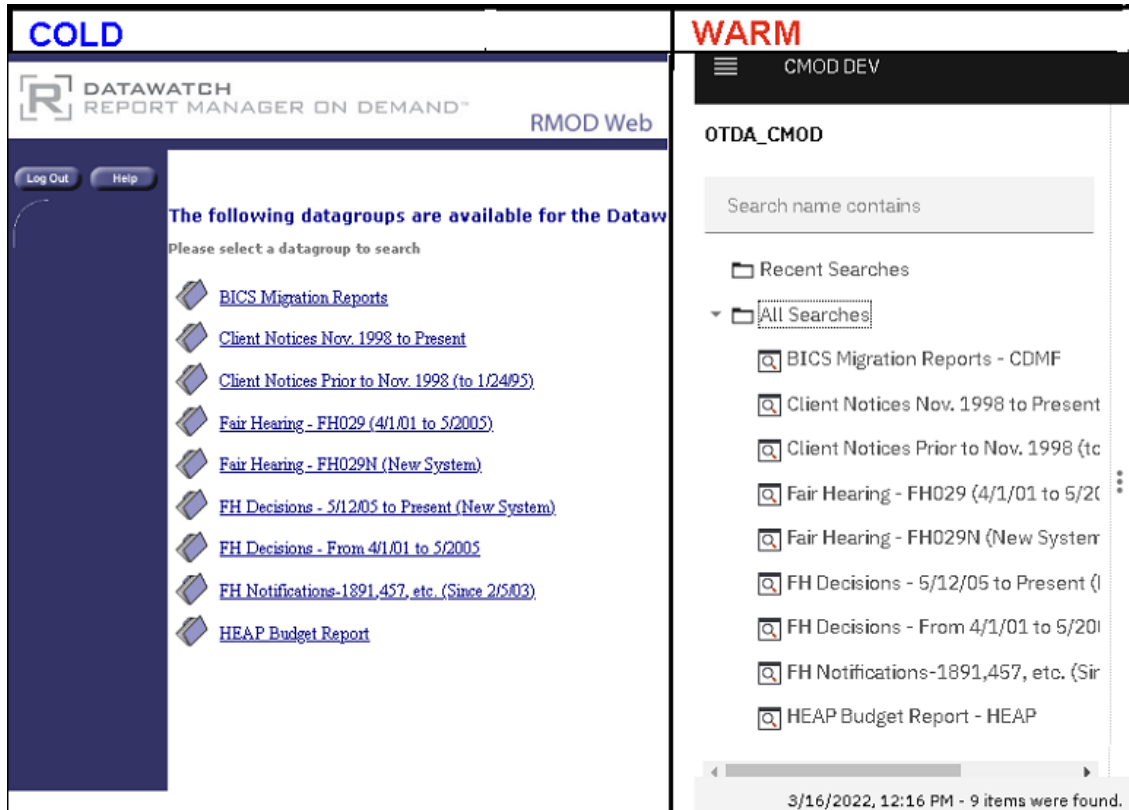 COLD
DATAWATCH
REPORT MANAGER ON DEMAND™
RMOD Web
Log Out
Help
The following datagroups are available for the Dataw
Please select a datagroup to search
BICS Migration Reports
Client Notices Nov. 1998 to Present
Client Notices Prior to Nov. 1998 (to 1/24/95)
Fair Hearing - FH029 (4/1/01 to 5/2005)
Fair Hearing - FH029N (New System)
FH Decisions - 5/12/05 to Present (New System)
FH Decisions - From 4/1/01 to 5/2005
FH Notifications-1891,457, etc. (Since 2/5/03)
HEAP Budget Report
WARM
CMOD DEV
OTDA_CMOD
Search name contains
Recent Searches
All Searches
BICS Migration Reports - CDMF
Client Notices Nov. 1998 to Present
Client Notices Prior to Nov. 1998 (tc
Fair Hearing - FH029 (4/1/01 to 5/20
Fair Hearing - FH029N (New System
FH Decisions - 5/12/05 to Present (
FH Decisions - From 4/1/01 to 5/20
FH Notifications-1891,457, etc. (Sin
HEAP Budget Report - HEAP
3/16/2022, 12:16 PM - 9 items were found.